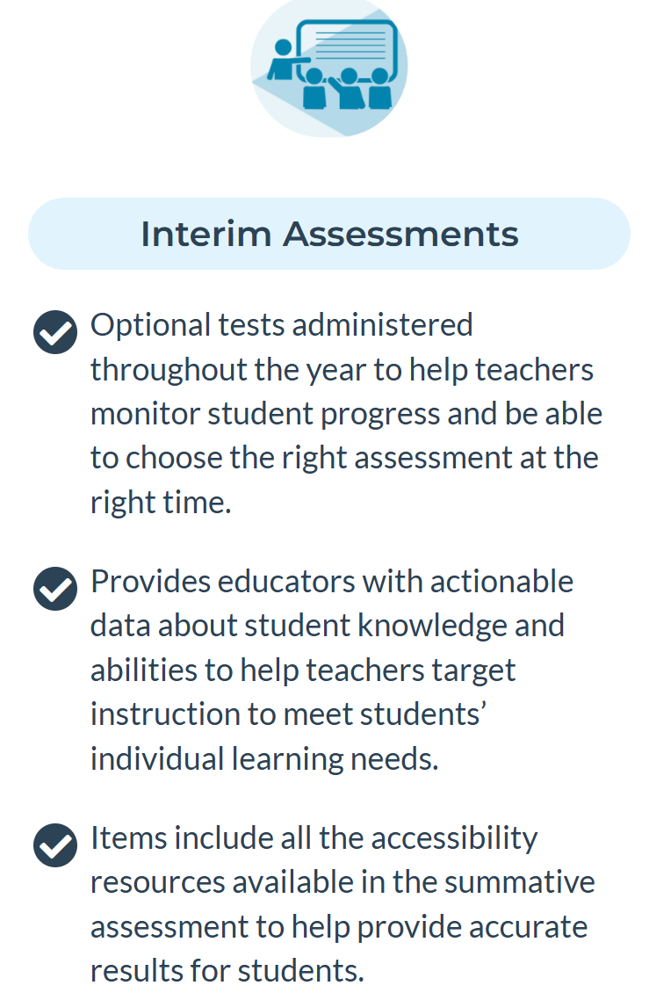 Interim Assessments
Optional tests administered
throughout the year to help teachers
monitor student progress and be able
to choose the right assessment at the
right time.
Provides educators with actionable
data about student knowledge and
abilities to help teachers target
instruction to meet students’
individual learning needs.
Items include all the accessibility
resources available in the summative
assessment to help provide accurate
results for students.